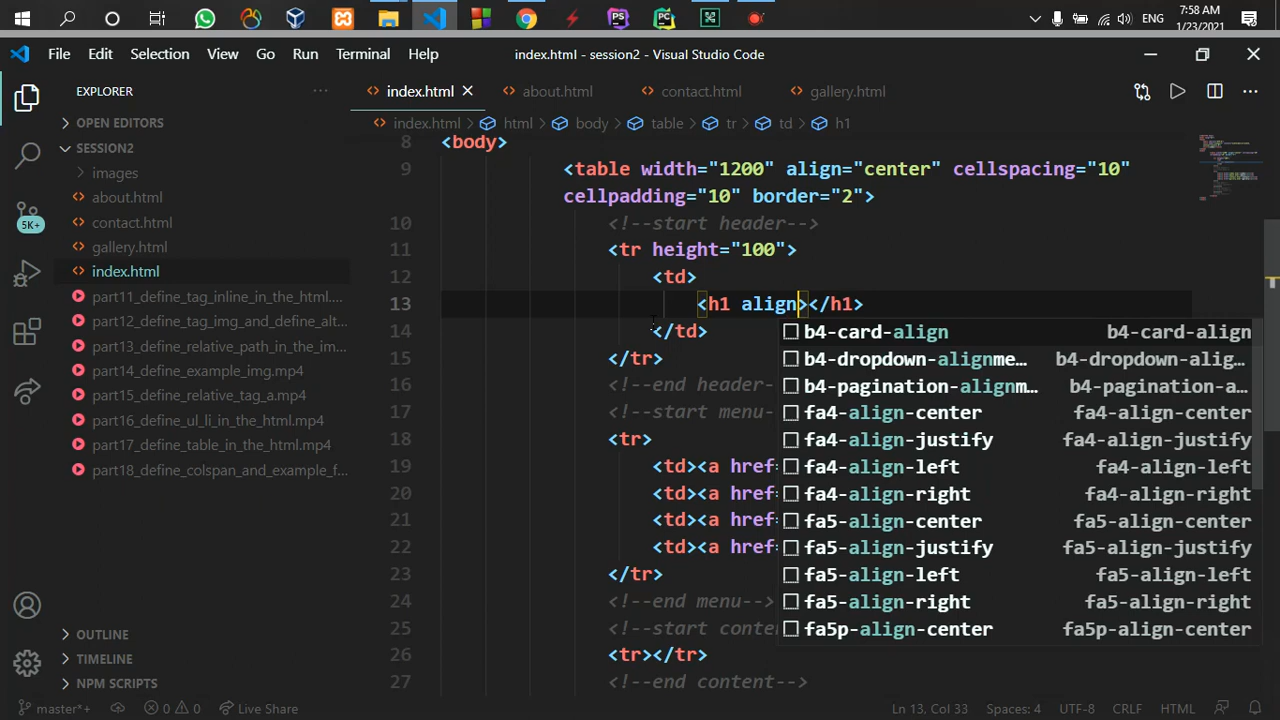 7:58 AM
ENG
1/23/2021
File Edit Selection View Go Run Terminal Help
index.html - session2 - Visual Studio Code
EXPLORER
index.html
about.html
contact.html
gallery.html
index.html > html > body > table > tr > td > h1
OPEN EDITORS
SESSION2
images
about.html
contact.html
gallery.html
index.html
part11_define_tag_inline_in_the_html....
part12_define_tag_img_and_define_alt...
part13_define_relative_path_in_the_im...
part14_example_img.mp4
part15_relative_tag_a.mp4
part16_define_ul_li_in_the_html.mp4
part17_define_table_in_the_html.mp4
part18_define_colspan_and_example_f...
5K+
OUTLINE
TIMELINE
NPM SCRIPTS
8 <body>
9 <table width="1200" align="center" cellspacing="10"
cellpadding="10" border="2">
10 <!--start header-->
11 <tr height="100">
12 <td>
13 <h1 align></h1>
14 </td>
15 </tr>
16 <!--end header-
17 <!--start menu-
18 <tr>
19 <td><a href=
20 <td><a href=
21 <td><a href=
22 <td><a href=
23 </tr>
24 <!--end menu-->
25 <!--start conte
26 <tr></tr>
27 <!--end content-->
b4-card-align b4-card-align
b4-dropdown-alignme... b4-dropdown-alig...
b4-pagination-alignm... b4-pagination-a...
fa4-align-center fa4-align-center
fa4-align-justify fa4-align-justify
fa4-align-left fa4-align-left
fa4-align-right fa4-align-right
fa5-align-center fa5-align-center
fa5-align-justify fa5-align-justify
fa5-align-left fa5-align-left
fa5-align-right fa5-align-right
fa5p-align-center fa5p-align-center
master*+ 0 0 Live Share Ln 13, Col 33 Spaces: 4 UTF-8 CRLF HTML